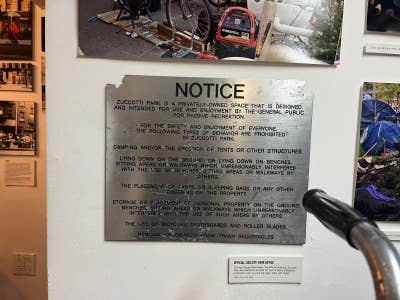 NOTICE
ZUCCOTTI PARK IS A PRIVATELY-OWNED SPACE THAT IS DESIGNED
AND INTENDED FOR USE AND ENJOYMENT BY THE GENERAL PUBLIC
FOR PASSIVE RECREATION.
FOR THE SAFETY AND ENJOYMENT OF EVERYONE,
THE FOLLOWING TYPES OF BEHAVIOR ARE PROHIBITED
IN ZUCCOTTI PARK.
CAMPING AND/OR THE ERECTION OF TENTS OR OTHER STRUCTURES.
LYING DOWN ON THE GROUND, OR LYING DOWN ON BENCHES,
SITTING AREAS OR WALKWAYS WHICH UNREASONABLY INTERFERES
WITH THE USE OF BENCHES, SITTING AREAS OR WALKWAYS BY
OTHERS.
THE PLACEMENT OF TARPS OR SLEEPING BAGS OR ANY OTHER
COVERING ON THE PROPERTY.
STORAGE OR PLACEMENT OF PERSONAL PROPERTY ON THE GROUND,
BENCHES, SITTING AREAS OR WALKWAYS WHICH UNREASONABLY
INTERFERES WITH THE USE OF SUCH AREAS BY OTHERS.
THE USE OF BICYCLES, SKATEBOARDS AND ROLLER BLADES.
REMOVAL OF OBJECTS FROM TRASH RECEPTACLES.